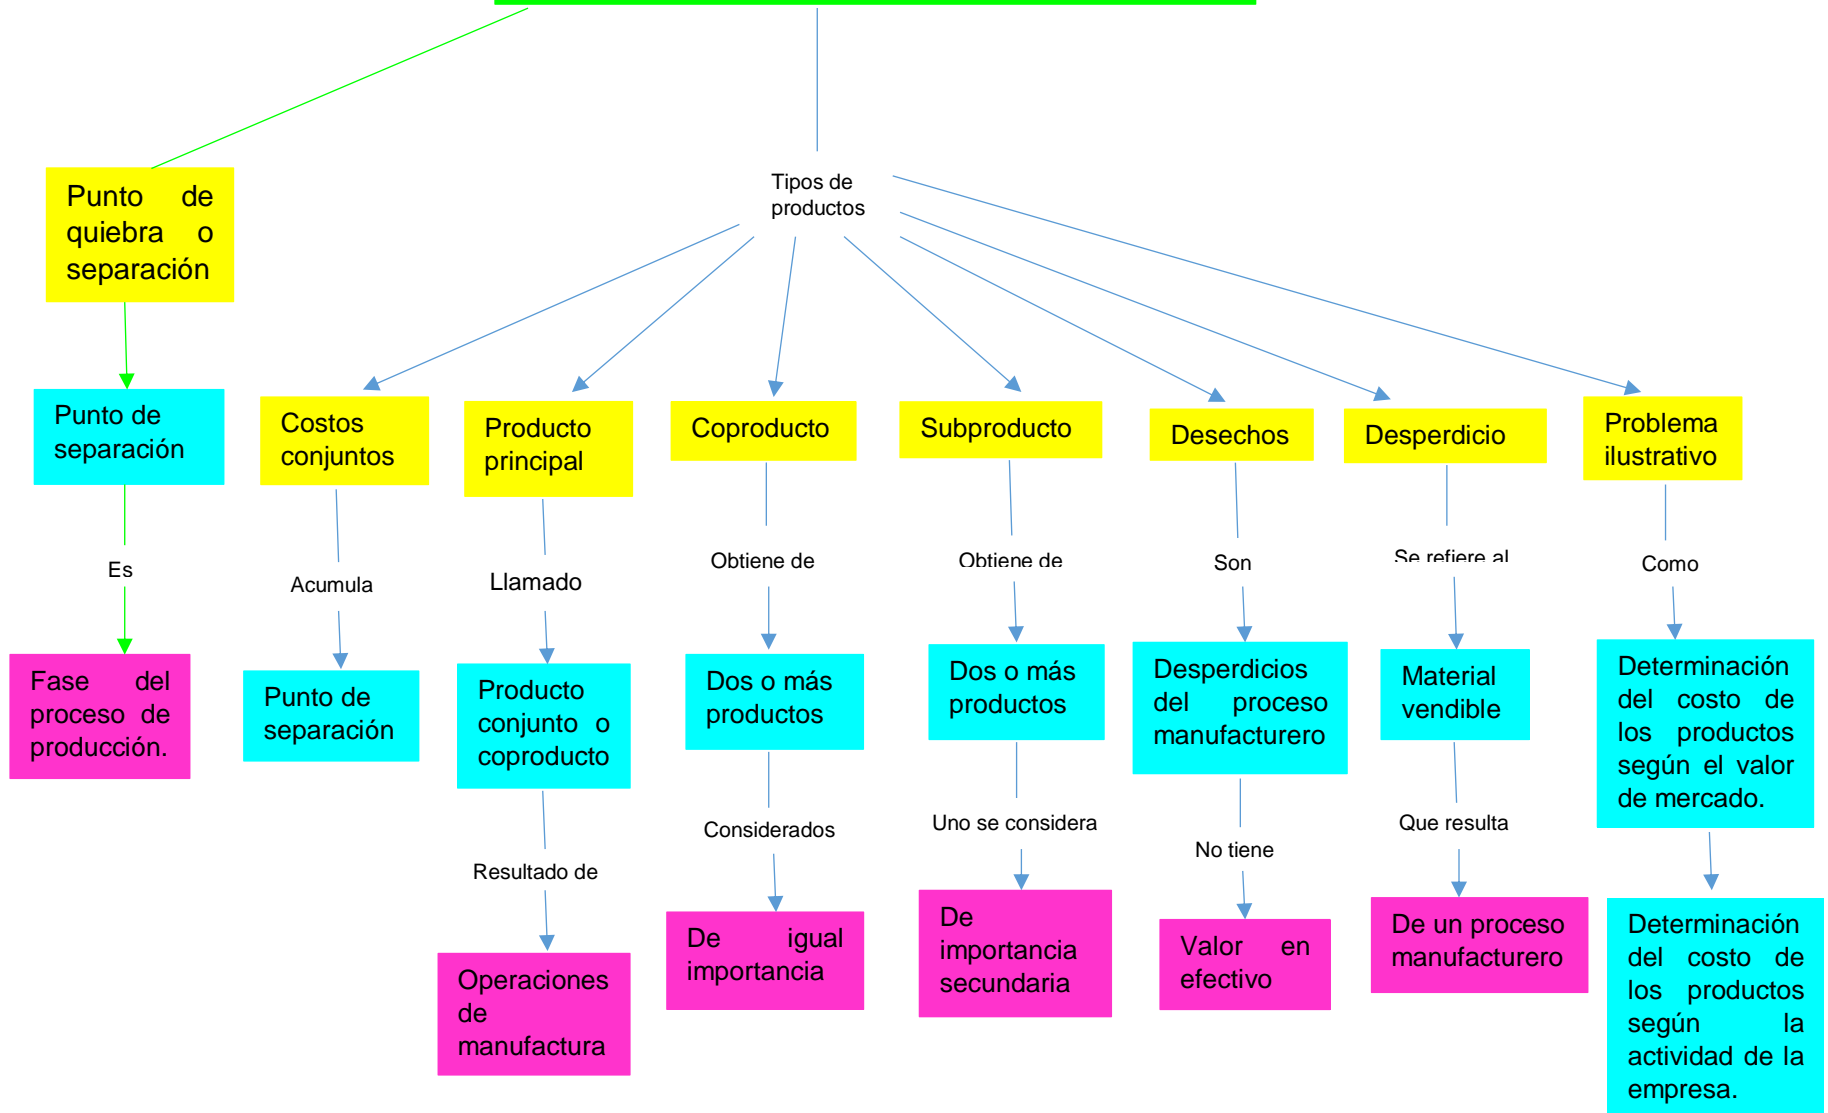 Tipos de
productos
Punto de
quiebra o
separación
Punto de
separación
Es
Fase del
proceso de
producción.
Costos
conjuntos
Acumula
Punto de
separación
Producto
principal
Llamado
Producto
conjunto o
coproducto
Resultado de
Operaciones
de
manufactura
Coproducto
Obtiene de
Dos o más
productos
Considerados
De igual
importancia
Subproducto
Obtiene de
Dos o más
productos
Uno se considera
De
importancia
secundaria
Desechos
Son
Desperdicios
del proceso
manufacturero
No tiene
Valor en
efectivo
Desperdicio
Se refiere al
Material
vendible
Que resulta
De un proceso
manufacturero
Problema
ilustrativo
Como
Determinación
del costo de
los productos
según el valor
de mercado.
Determinación
del costo de
los productos
según la
actividad de la
empresa.